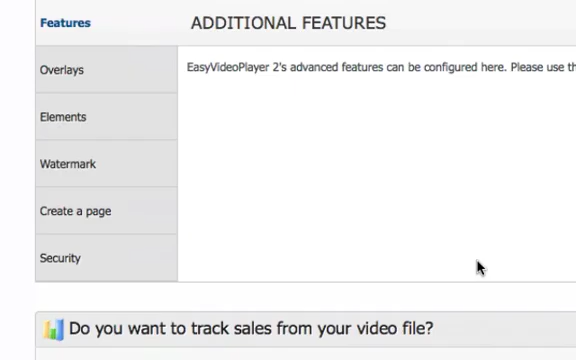 Features
ADDITIONAL FEATURES
Overlays
EasyVideoPlayer 2's advanced features can be configured here. Please use
Elements
Watermark
Create a page
Security
Do you want to track sales from your video file?